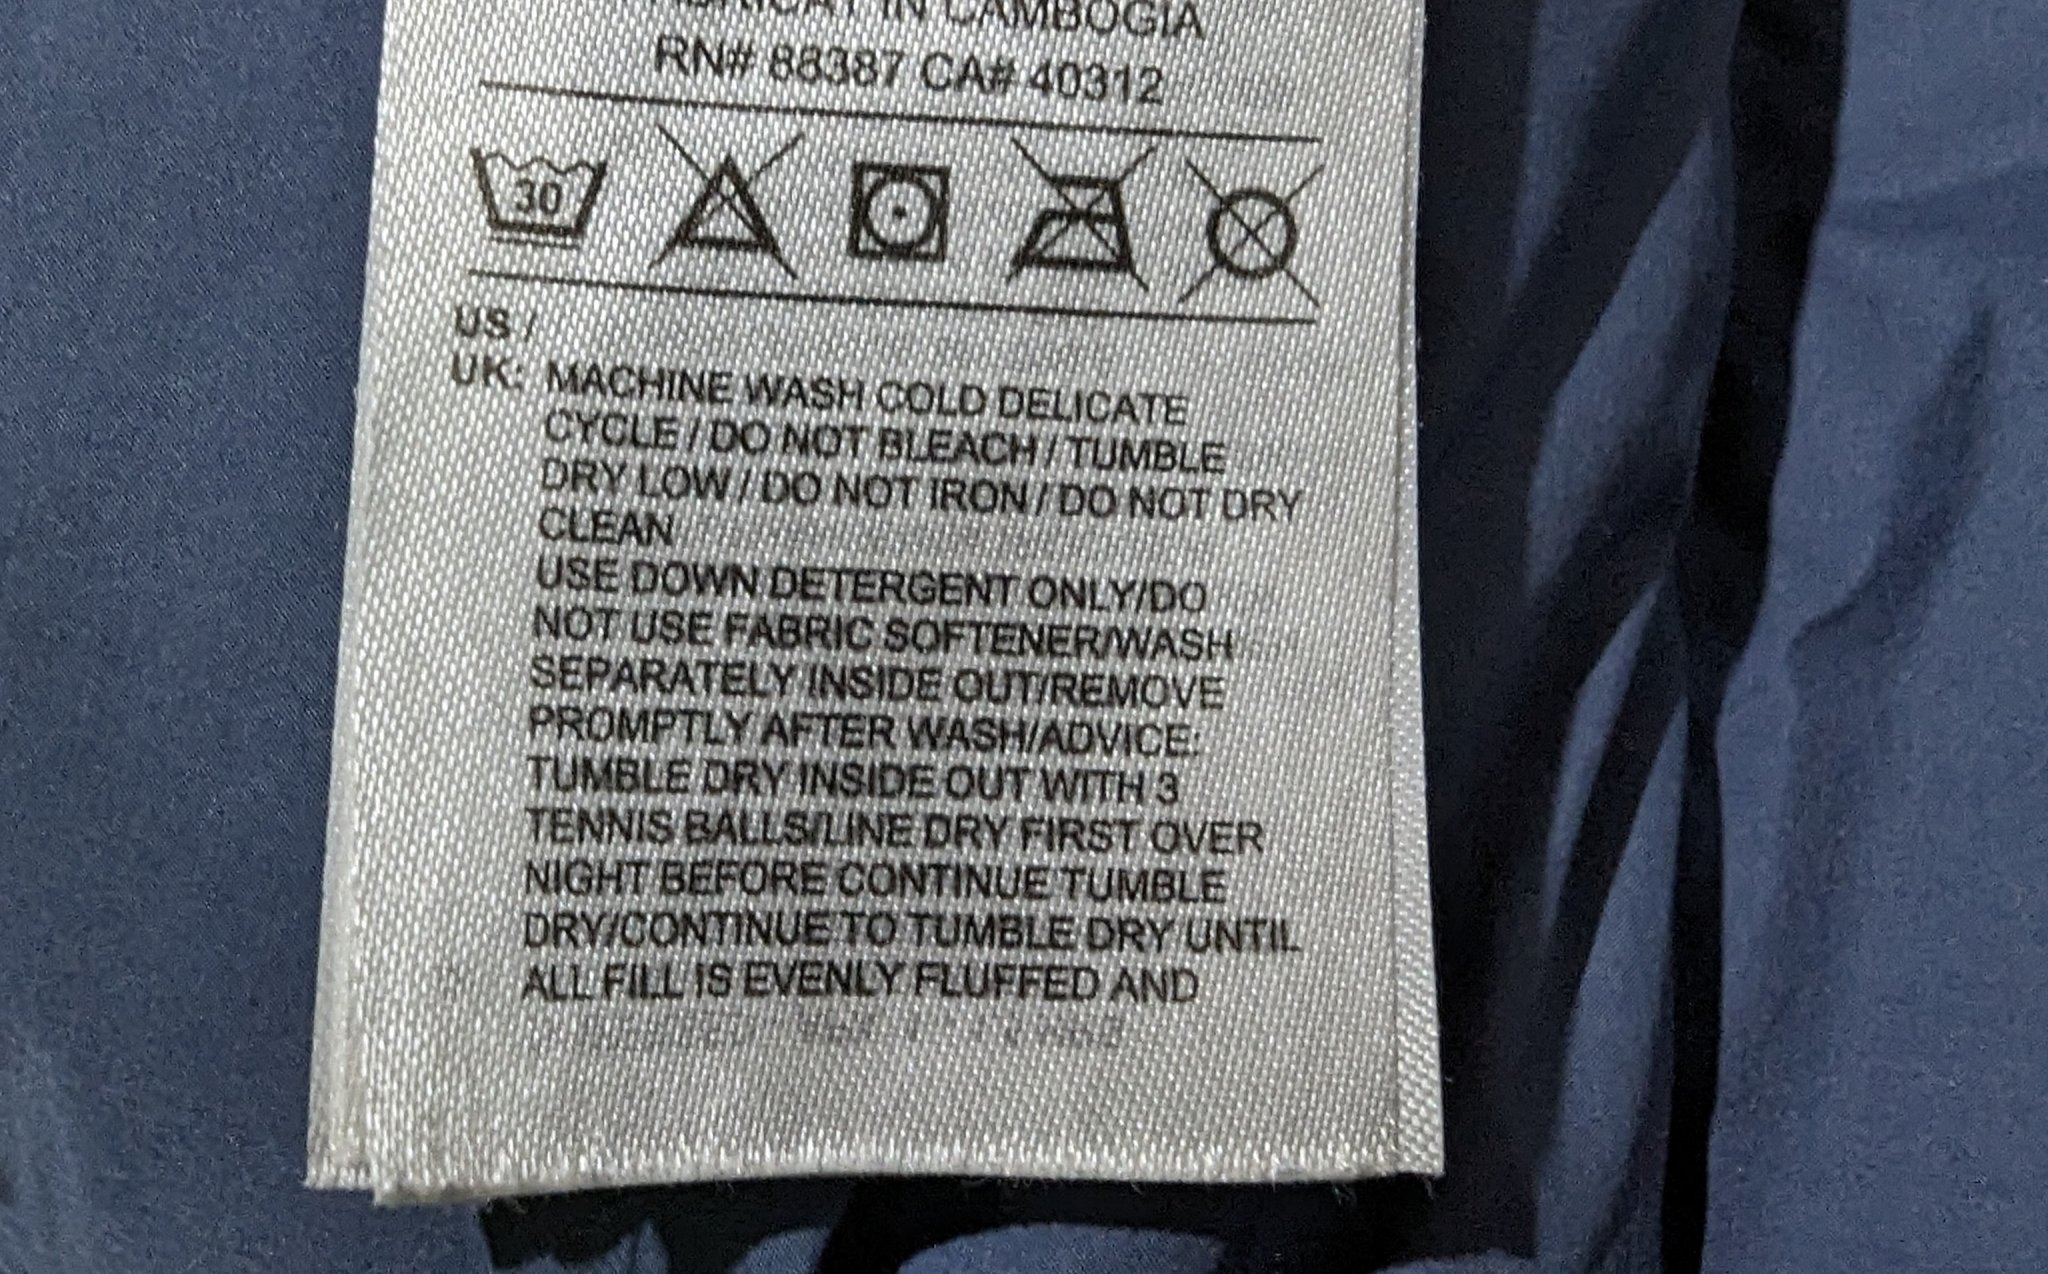 IN CAMBOGIA
RN# 88387 CA# 40312
30
US /
UK: MACHINE WASH COLD DELICATE
CYCLE / DO NOT BLEACH / TUMBLE
DRY LOW / DO NOT IRON / DO NOT DRY
CLEAN
USE DOWN DETERGENT ONLY/DO
NOT USE FABRIC SOFTENER/WASH
SEPARATELY INSIDE OUT/REMOVE
PROMPTLY AFTER WASH/ADVICE:
TUMBLE DRY INSIDE OUT WITH 3
TENNIS BALLS/LINE DRY FIRST OVER
NIGHT BEFORE CONTINUE TUMBLE
DRY/CONTINUE TO TUMBLE DRY UNTIL
ALL FILL IS EVENLY FLUFFED AND